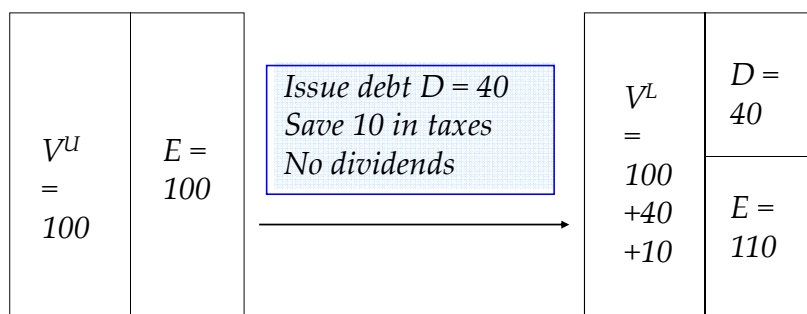 V^U
=
100
E =
100
Issue debt D = 40
Save 10 in taxes
No dividends
V^L
=
100
+40
+10
D =
40
E =
110